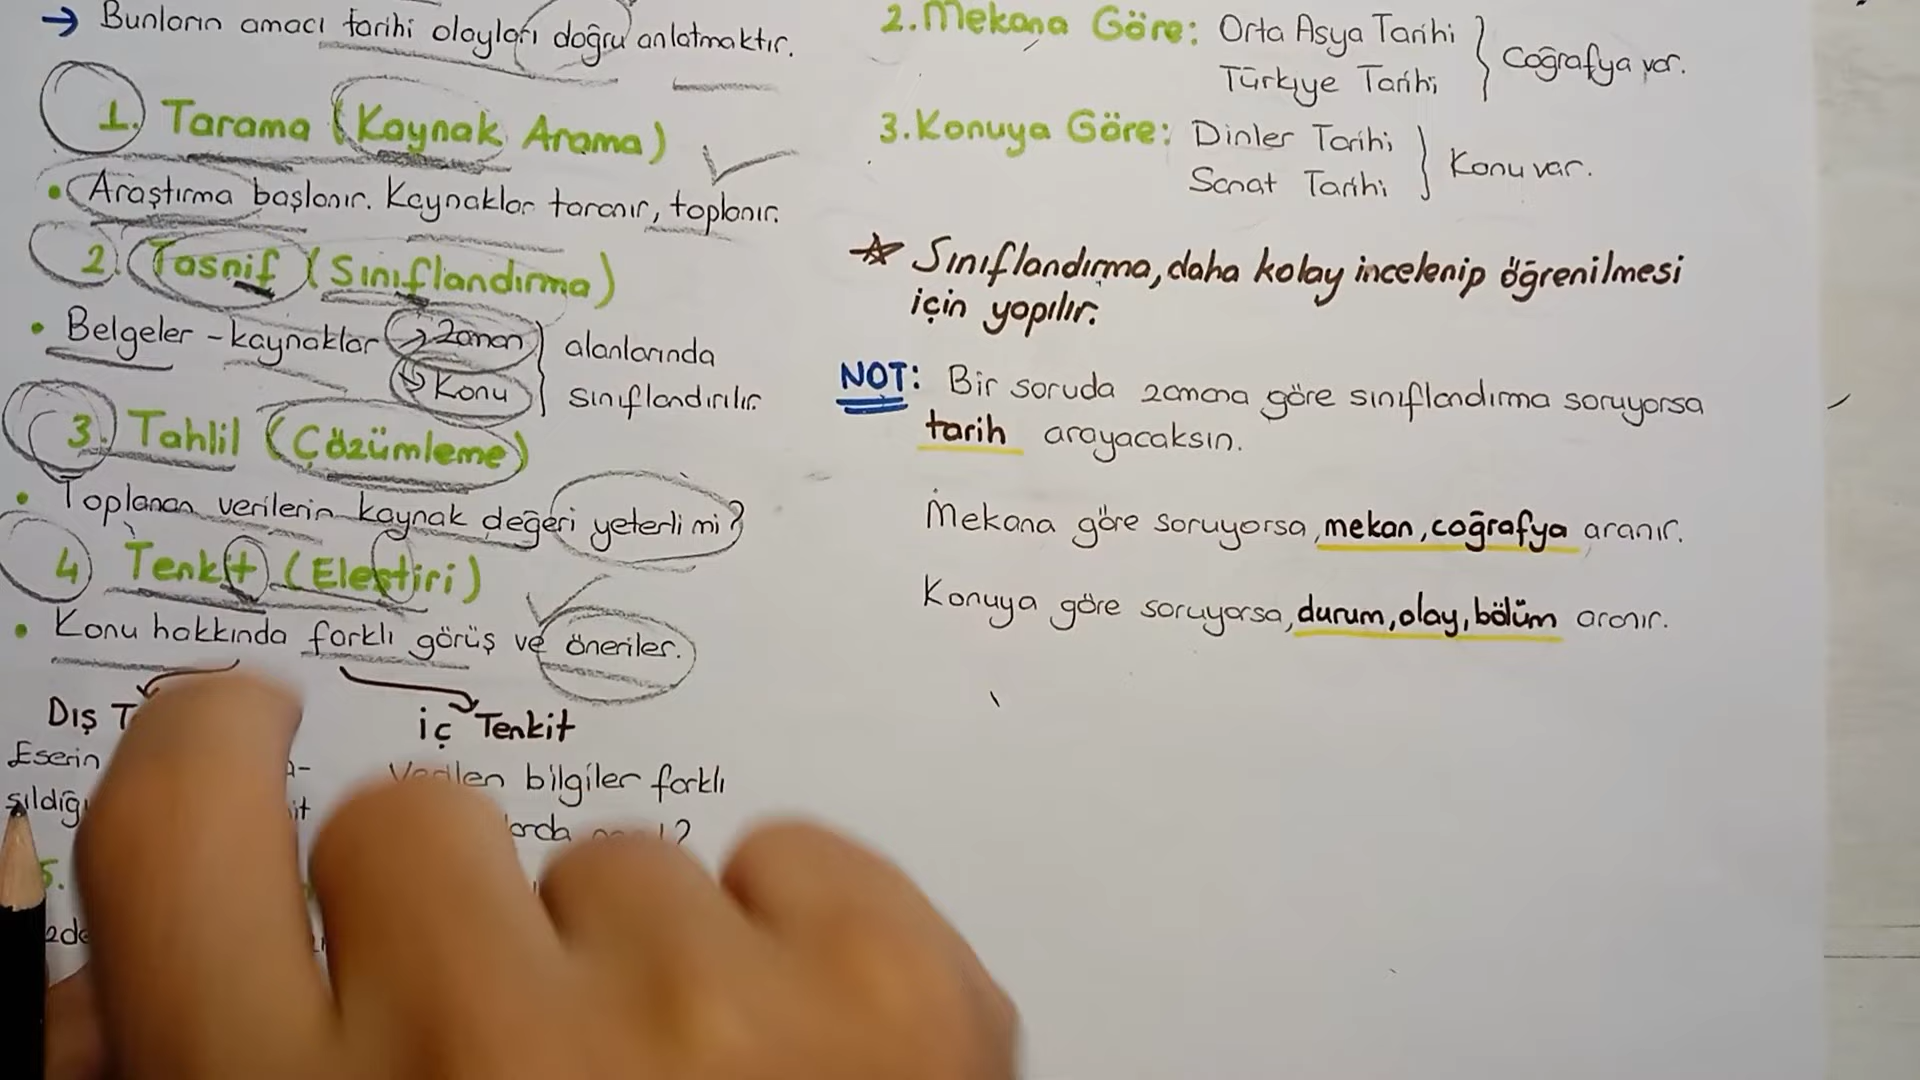 → Bunların amacı tarihi olayları doğru anlatmaktır.
1. Tarama (Kaynak Arama)
• Araştırma başlanır. Kaynaklar taranır, toplanır.
2. Tasnif (Sınıflandırma)
• Belgeler - kaynaklar → Zaman
→ Konu
alanlarında
sınıflandırılır.
3. Tahlil (Çözümleme)
• Toplanan verilerin kaynak değeri yeterli mi?
4 Tenkit (Eleştiri)
• Konu hakkında farklı görüş ve öneriler.
Dış T
Eserin
sıldığı
5.
İç Tenkit
Verilen bilgiler farklı
2. Mekana Göre: Orta Asya Tarihi
Türkiye Tarihi
Coğrafya var.
3. Konuya Göre: Dinler Tarihi
Sanat Tarihi
Konu var.
☆ Sınıflandırma, daha kolay incelenip öğrenilmesi
için yapılır.
NOT: Bir soruda zamana göre sınıflandırma soruyorsa
tarih arayacaksın.
Mekana göre soruyorsa, mekan, coğrafya aranır.
Konuya göre soruyorsa, durum, olay, bölüm aranır.